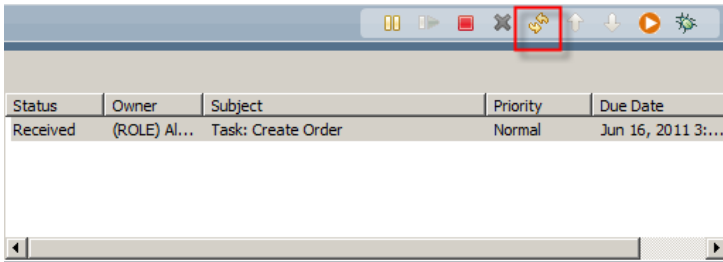 Status Owner Subject Priority Due Date
Received (ROLE) Al... Task: Create Order Normal Jun 16, 2011 3:...